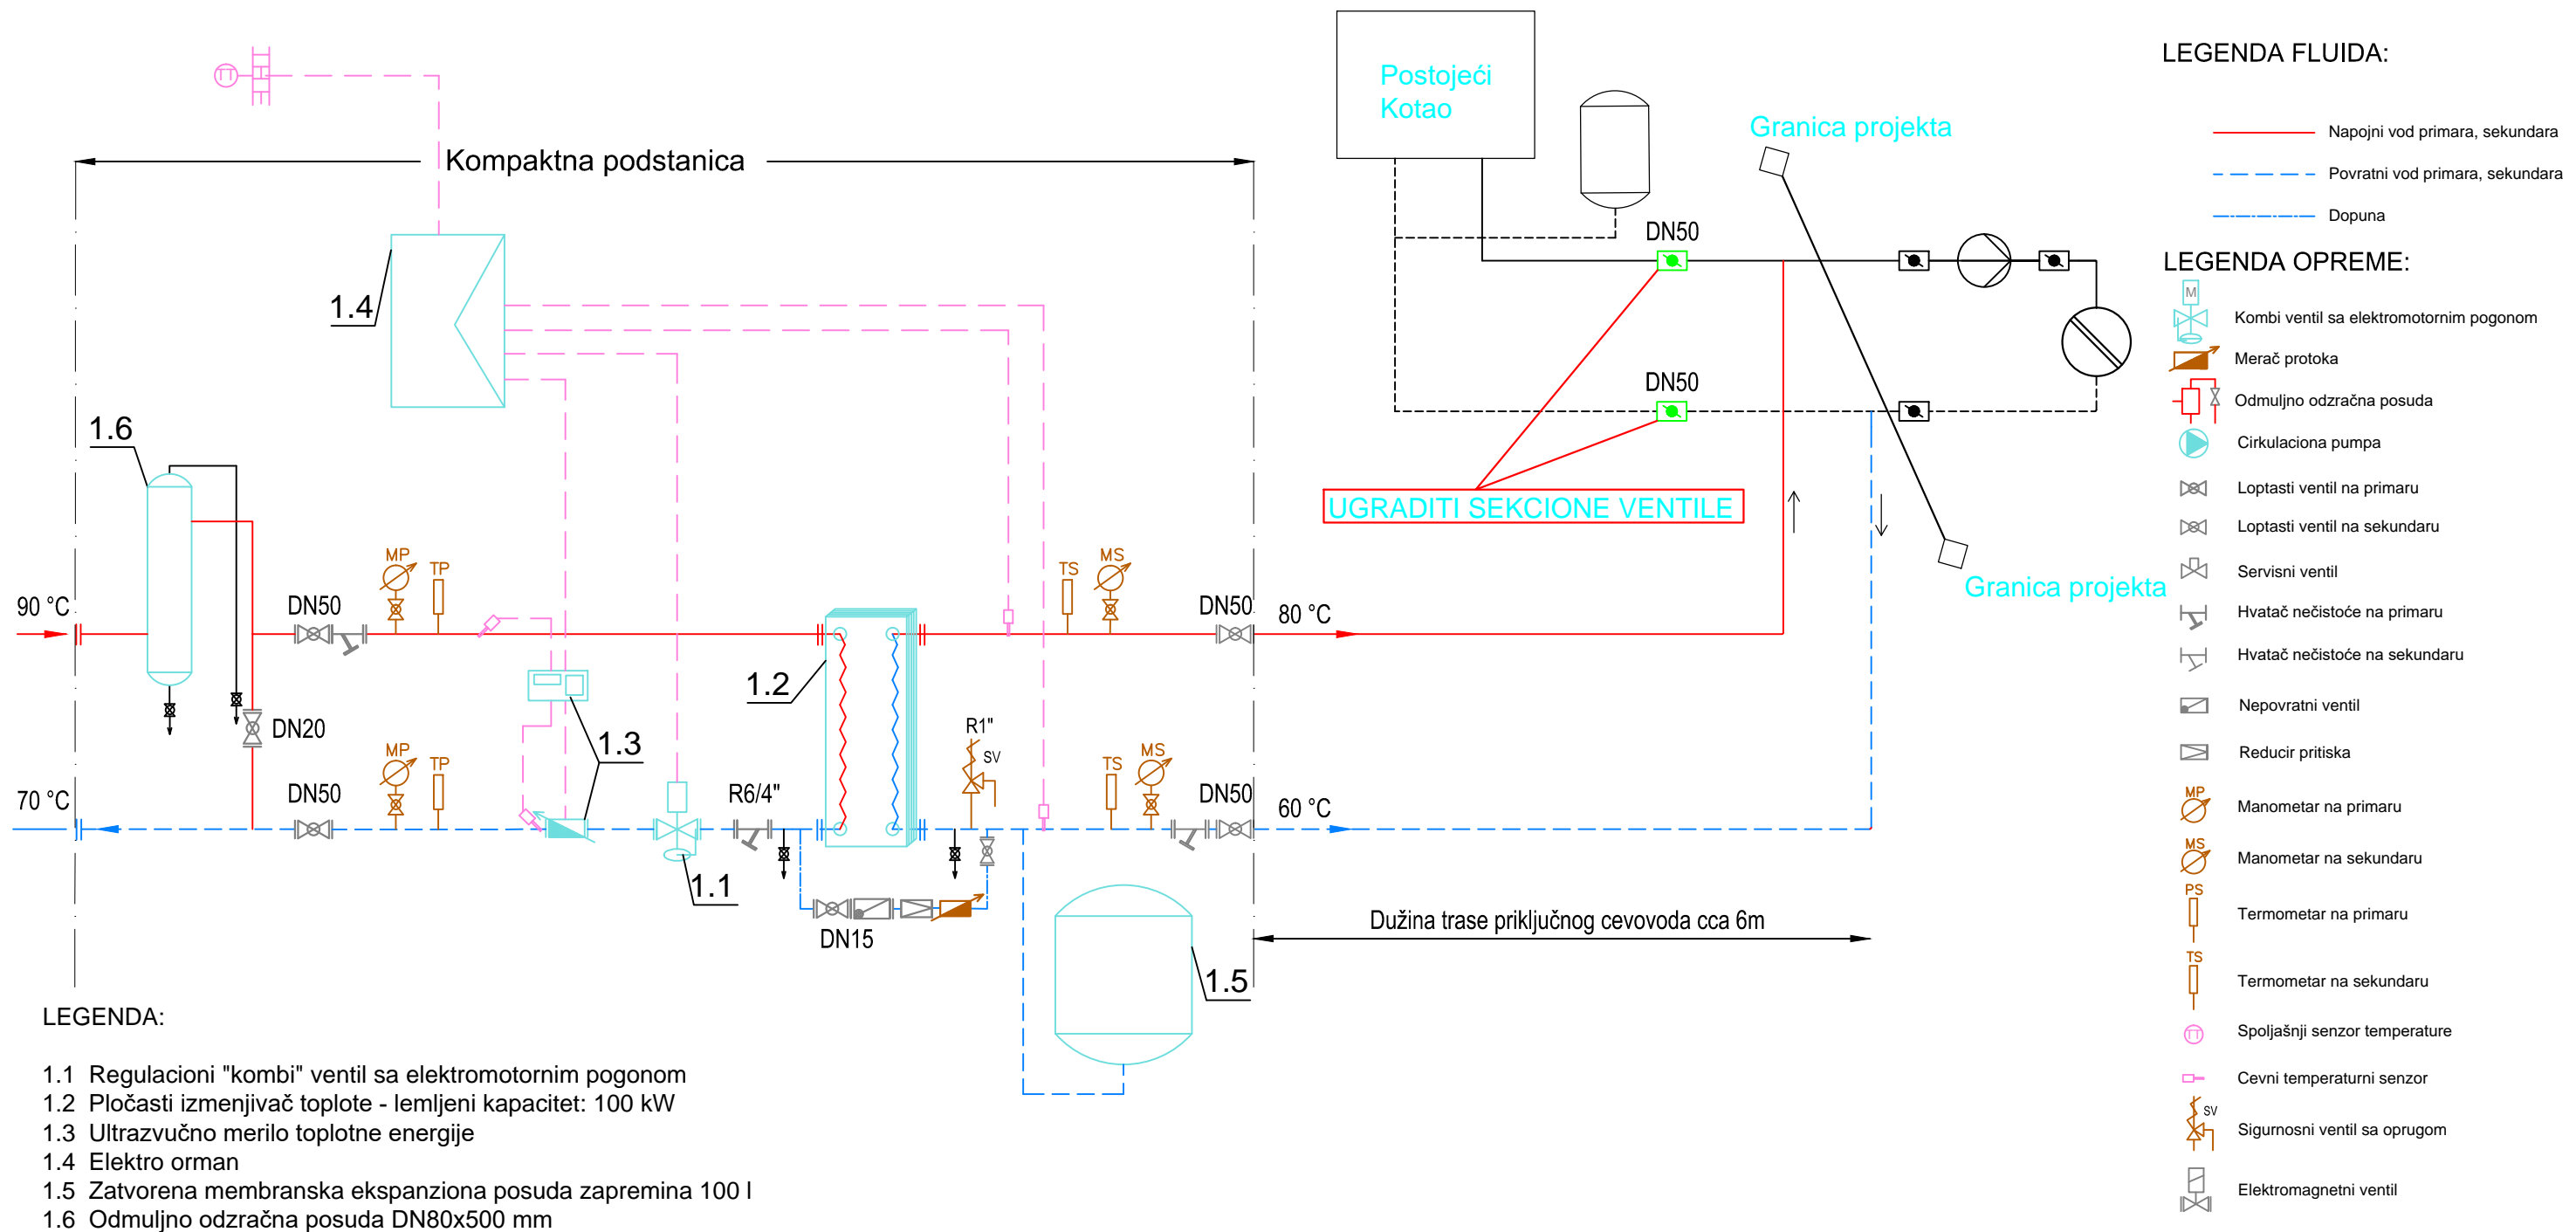 Kompaktna podstanica
1.4
1.6
90 °C
DN50
MP
TP
DN20
70 °C
DN50
MP
TP
1.3
1.1
R6/4"
1.2
DN15
R1"
SV
TS
MS
DN50
80 °C
TS
MS
DN50
60 °C
1.5
Dužina trase priključnog cevovoda cca 6m
Postojeći
Kotao
Granica projekta
DN50
DN50
UGRADITI SEKCIONE VENTILE
Granica projekta
LEGENDA:
1.1 Regulacioni "kombi" ventil sa elektromotornim pogonom
1.2 Pločasti izmenjivač toplote - lemljeni kapacitet: 100 kW
1.3 Ultrazvučno merilo toplotne energije
1.4 Elektro orman
1.5 Zatvorena membranska ekspanziona posuda zapremina 100 l
1.6 Odmuljno odzračna posuda DN80x500 mm
LEGENDA FLUIDA:
Napojni vod primara, sekundara
Povratni vod primara, sekundara
Dopuna
LEGENDA OPREME:
M
Kombi ventil sa elektromotornim pogonom
Merač protoka
Odmuljno odzračna posuda
Cirkulaciona pumpa
Loptasti ventil na primaru
Loptasti ventil na sekundaru
Servisni ventil
Hvatač nečistoće na primaru
Hvatač nečistoće na sekundaru
Nepovratni ventil
Reducir pritiska
MP
Manometar na primaru
MS
Manometar na sekundaru
PS
Termometar na primaru
TS
Termometar na sekundaru
Spoljašnji senzor temperature
Cevni temperaturni senzor
SV
Sigurnosni ventil sa oprugom
Elektromagnetni ventil